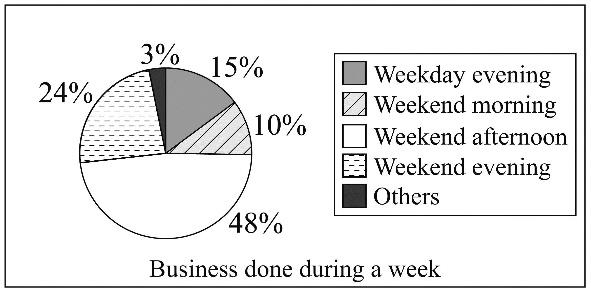 3%
15%
24%
10%
48%
Weekday evening
Weekend morning
Weekend afternoon
Weekend evening
Others
Business done during a week